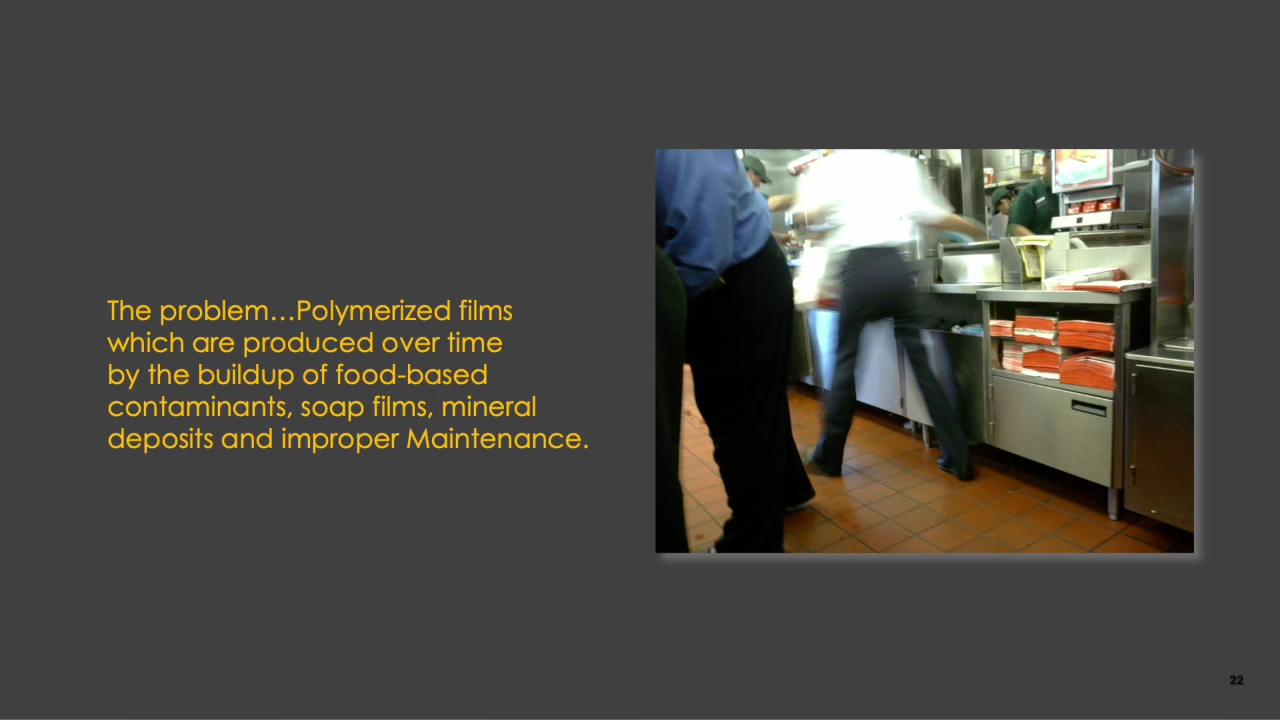 The problem…Polymerized films
which are produced over time
by the buildup of food-based
contaminants, soap films, mineral
deposits and improper Maintenance.
22